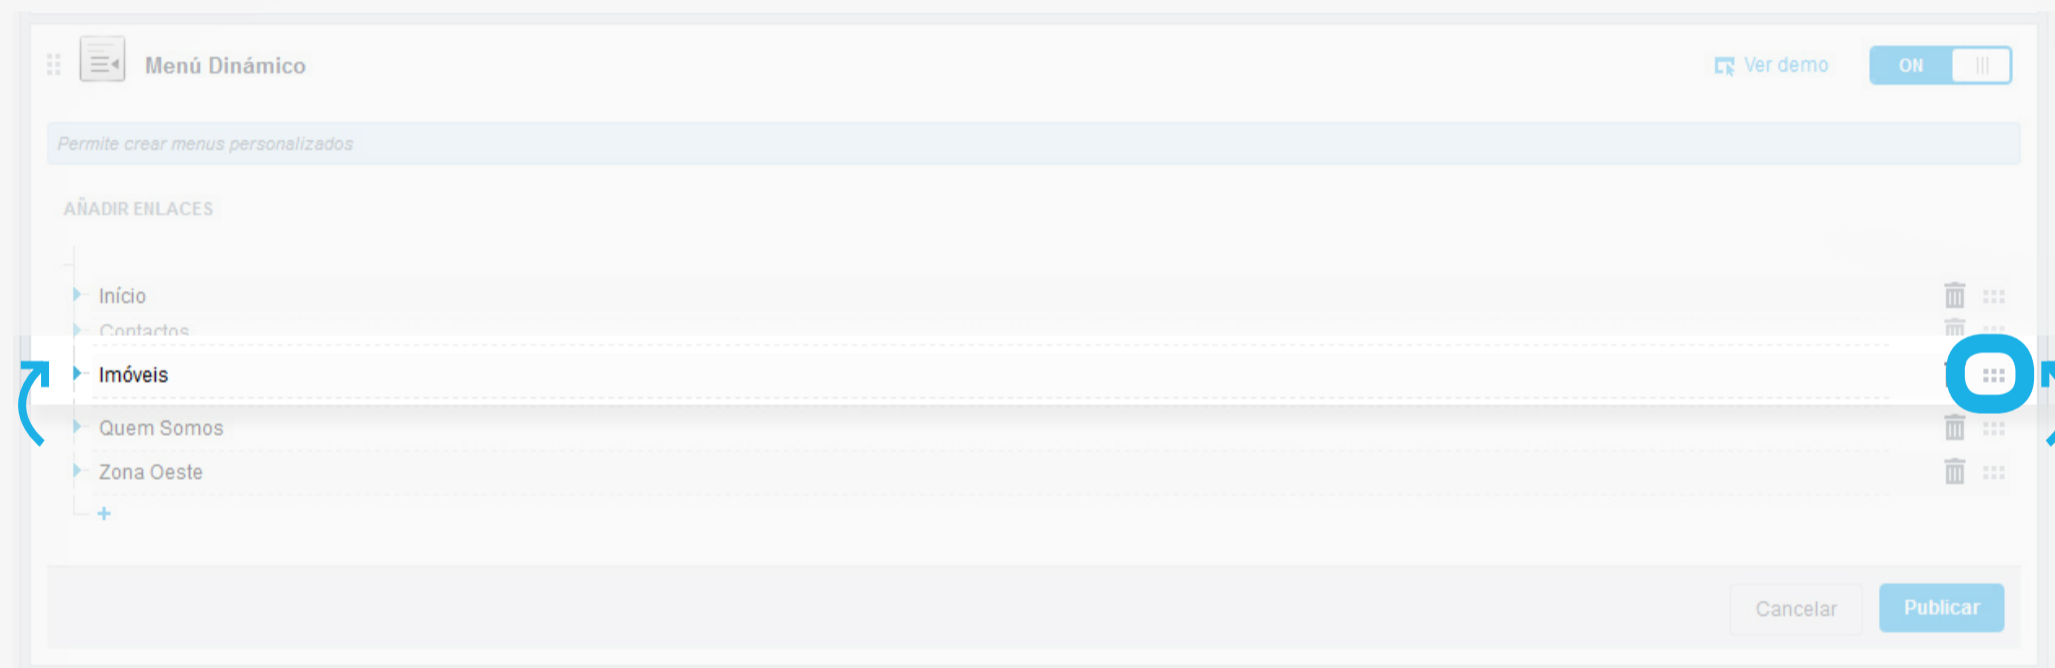 Menú Dinámico
Ver demo
ON
Permite crear menus personalizados
AÑADIR ENLACES
Início
Contactos
Imóveis
Quem Somos
Zona Oeste
+
Cancelar
Publicar